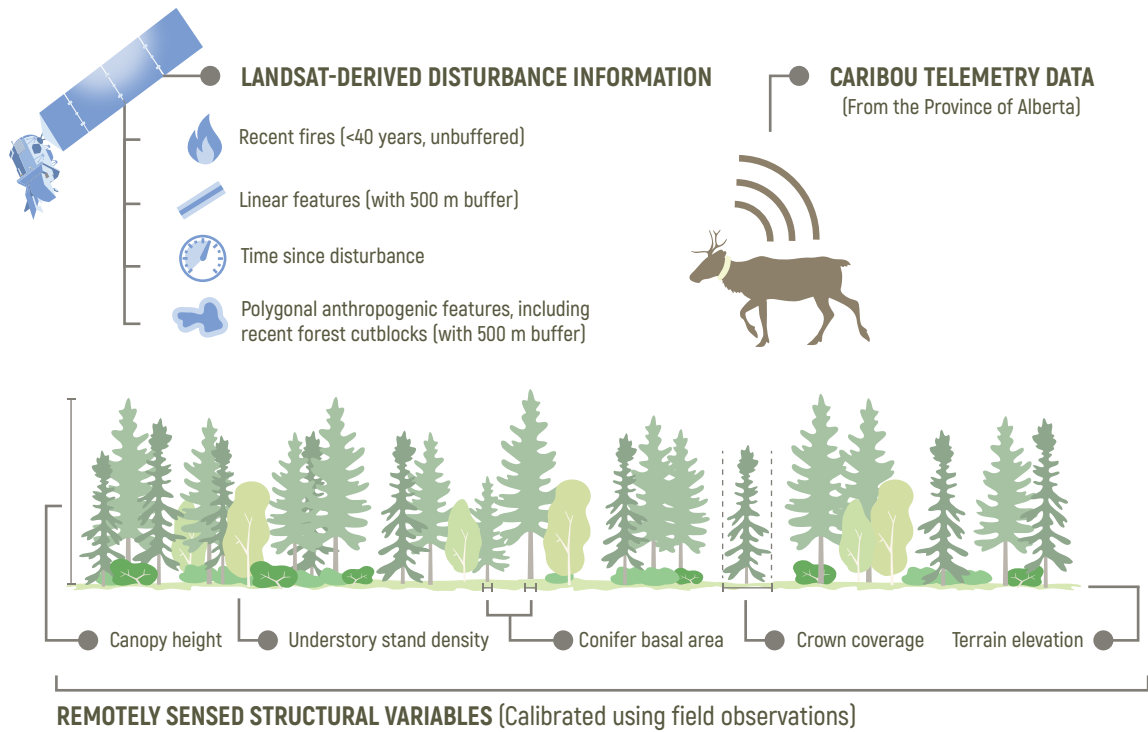 LANDSAT-DERIVED DISTURBANCE INFORMATION
Recent fires (<40 years, unbuffered)
Linear features (with 500 m buffer)
Time since disturbance
Polygonal anthropogenic features, including
recent forest cutblocks (with 500 m buffer)
CARIBOU TELEMETRY DATA
(From the Province of Alberta)
Canopy height
Understory stand density
Conifer basal area
Crown coverage
Terrain elevation
REMOTELY SENSED STRUCTURAL VARIABLES (Calibrated using field observations)